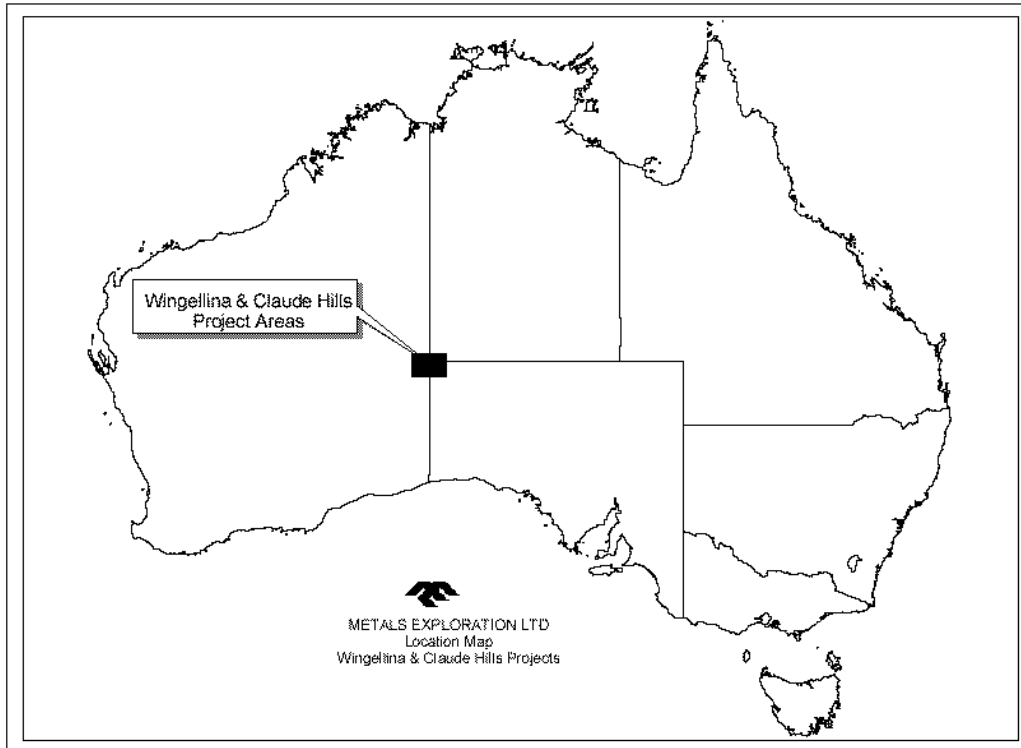 Wingellina & Claude Hills
Project Areas
METALS EXPLORATION LTD
Location Map
Wingellina & Claude Hills Projects